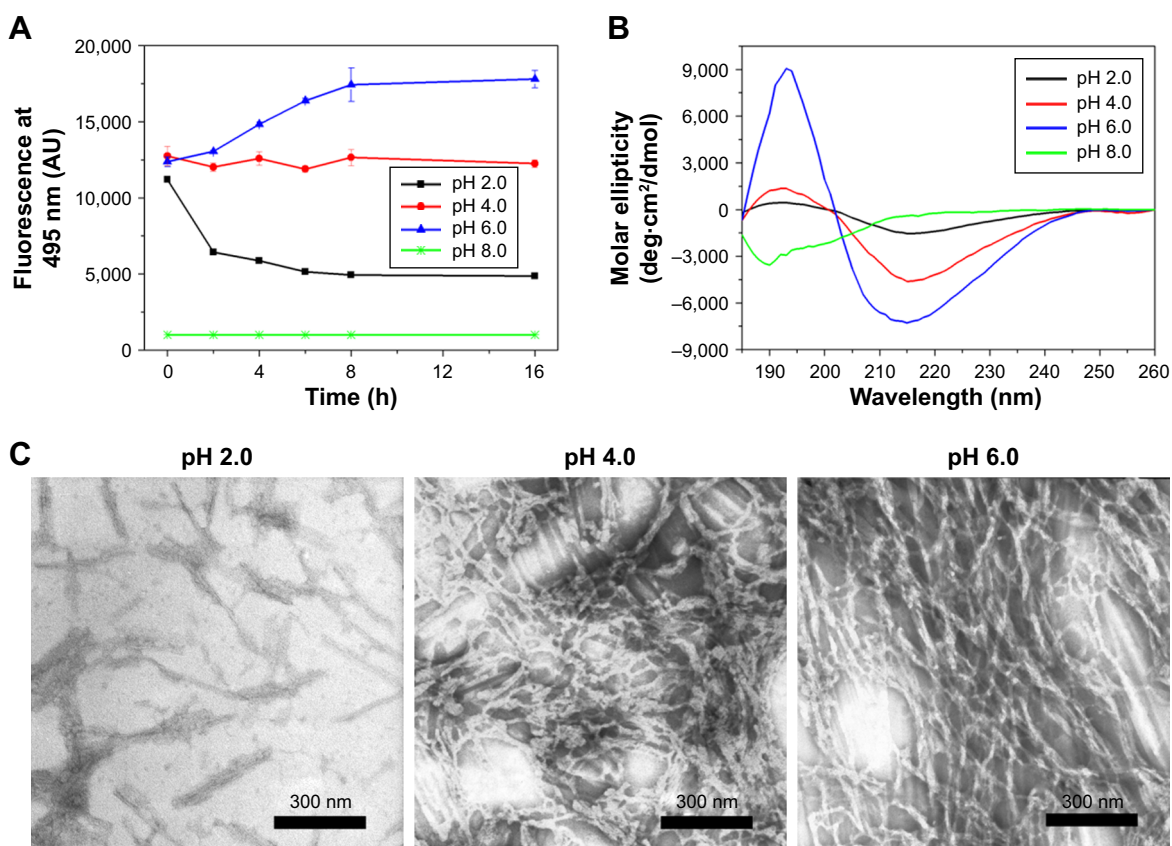 A
Fluorescence at
495 nm (AU)
20,000
15,000
10,000
5,000
0
pH 2.0
pH 4.0
pH 6.0
pH 8.0
0 4 8 12 16
Time (h)
B
Molar ellipticity
(deg·cm²/dmol)
9,000
6,000
3,000
0
–3,000
–6,000
–9,000
pH 2.0
pH 4.0
pH 6.0
pH 8.0
190 200 210 220 230 240 250 260
Wavelength (nm)
C
pH 2.0 pH 4.0 pH 6.0
300 nm 300 nm 300 nm